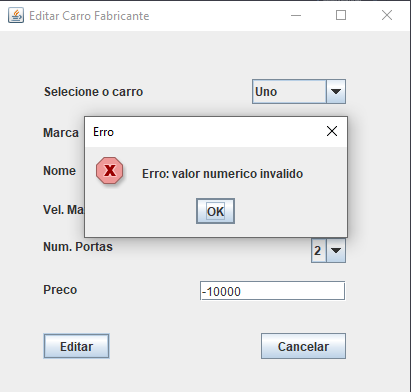 Editar Carro Fabricante
Selecione o carro
Uno
Marca
Erro
Erro: valor numerico invalido
OK
Nome
Vel. Ma
Num. Portas
2
Preco
-10000
Editar
Cancelar